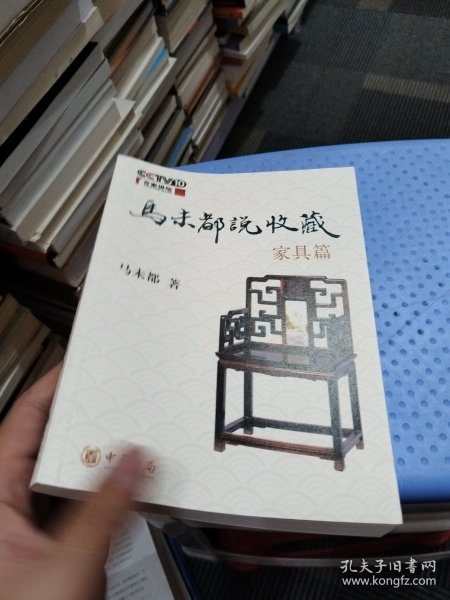 CCTV10
百家讲坛
马未都說收藏
家具篇
马未都 著
孔夫子旧书网
www.kongfz.com